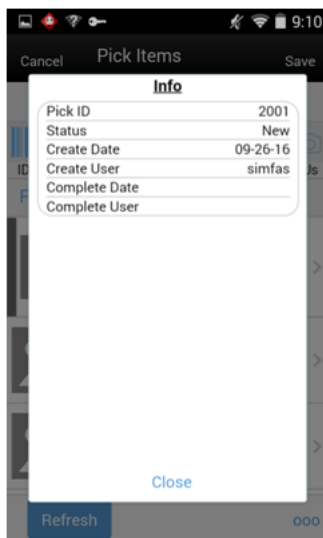 9:10
Cancel Pick Items Save
Info
Pick ID 2001
Status New
Create Date 09-26-16
Create User simfas
Complete Date
Complete User
Close
Refresh